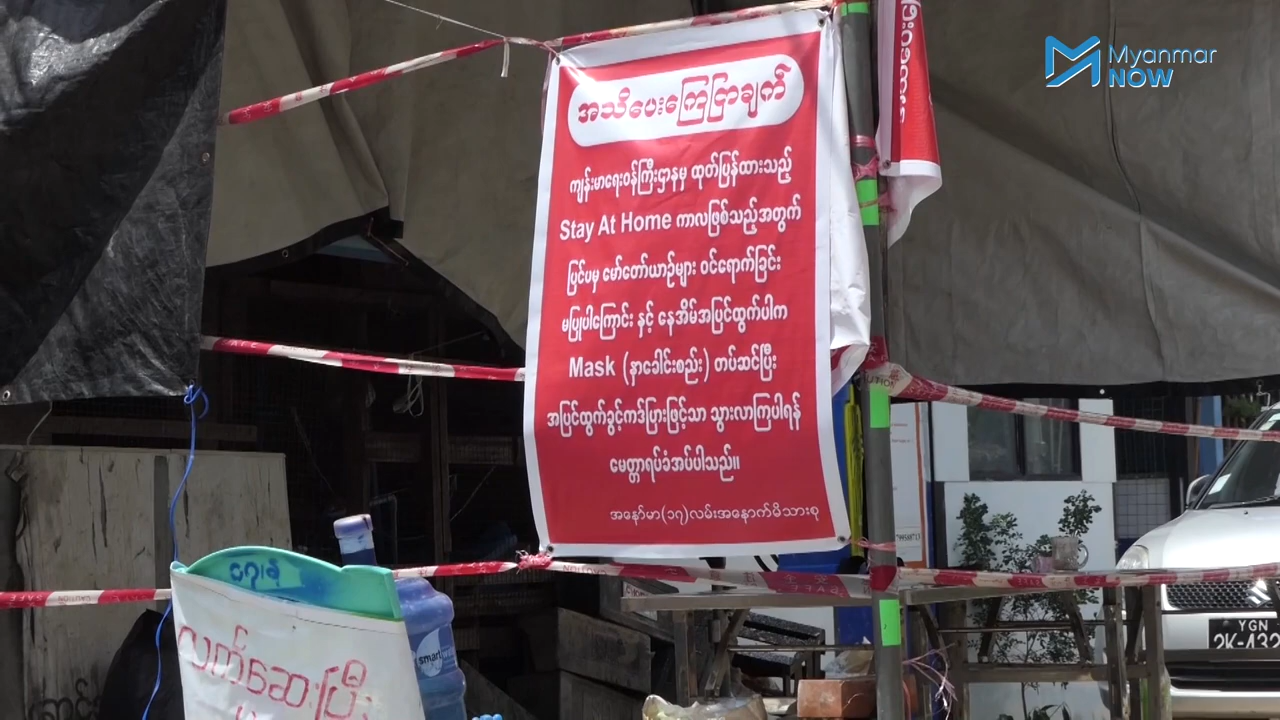 Myanmar
NOW
အသိပေးကြေငြာချက်
ကျန်းမာရေးဝန်ကြီးဌာနမှ ထုတ်ပြန်ထားသည့်
Stay At Home ကာလဖြစ်သည့်အတွက်
ပြင်ပမှ မော်တော်ယာဉ်များ ဝင်ရောက်ခြင်း
မပြုပါကြောင်း နှင့် နေအိမ်အပြင်ထွက်ပါက
Mask (နှာခေါင်းစည်း) တပ်ဆင်ပြီး
အပြင်ထွက်ခွင့်ကဒ်ပြားဖြင့်သာ သွားလာကြပါရန်
မေတ္တာရပ်ခံအပ်ပါသည်။
အနော်မာ(၁၇)လမ်းအနောက်မိသားစု
လက်ဆေးပြီး
smart
YGN
2K-432